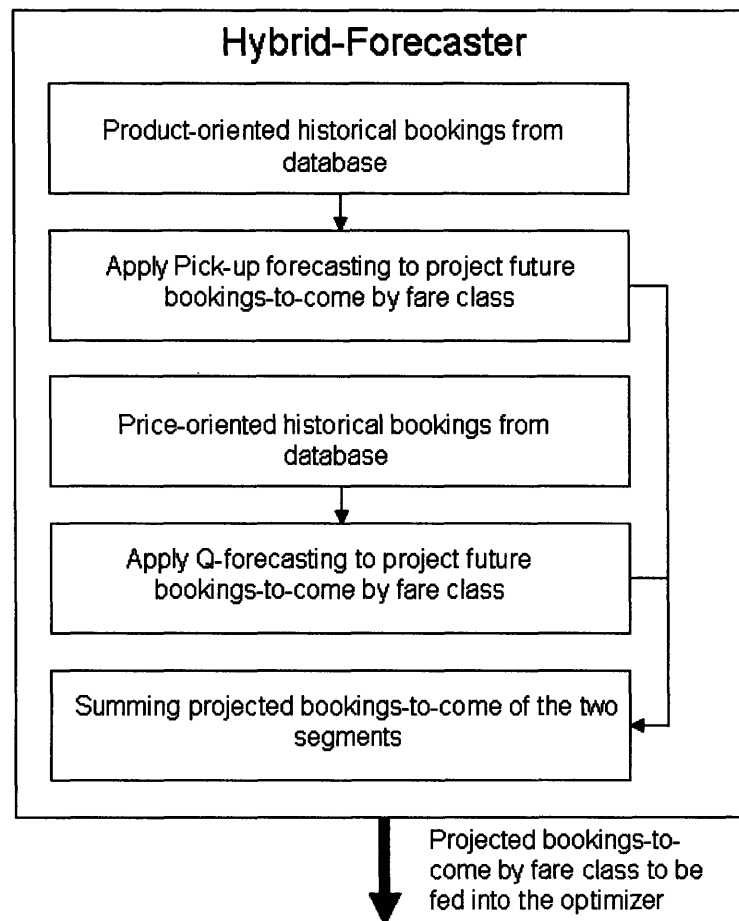 Hybrid-Forecaster
Product-oriented historical bookings from
database
Apply Pick-up forecasting to project future
bookings-to-come by fare class
Price-oriented historical bookings from
database
Apply Q-forecasting to project future
bookings-to-come by fare class
Summing projected bookings-to-come of the two
segments
Projected bookings-to-
come by fare class to be
fed into the optimizer